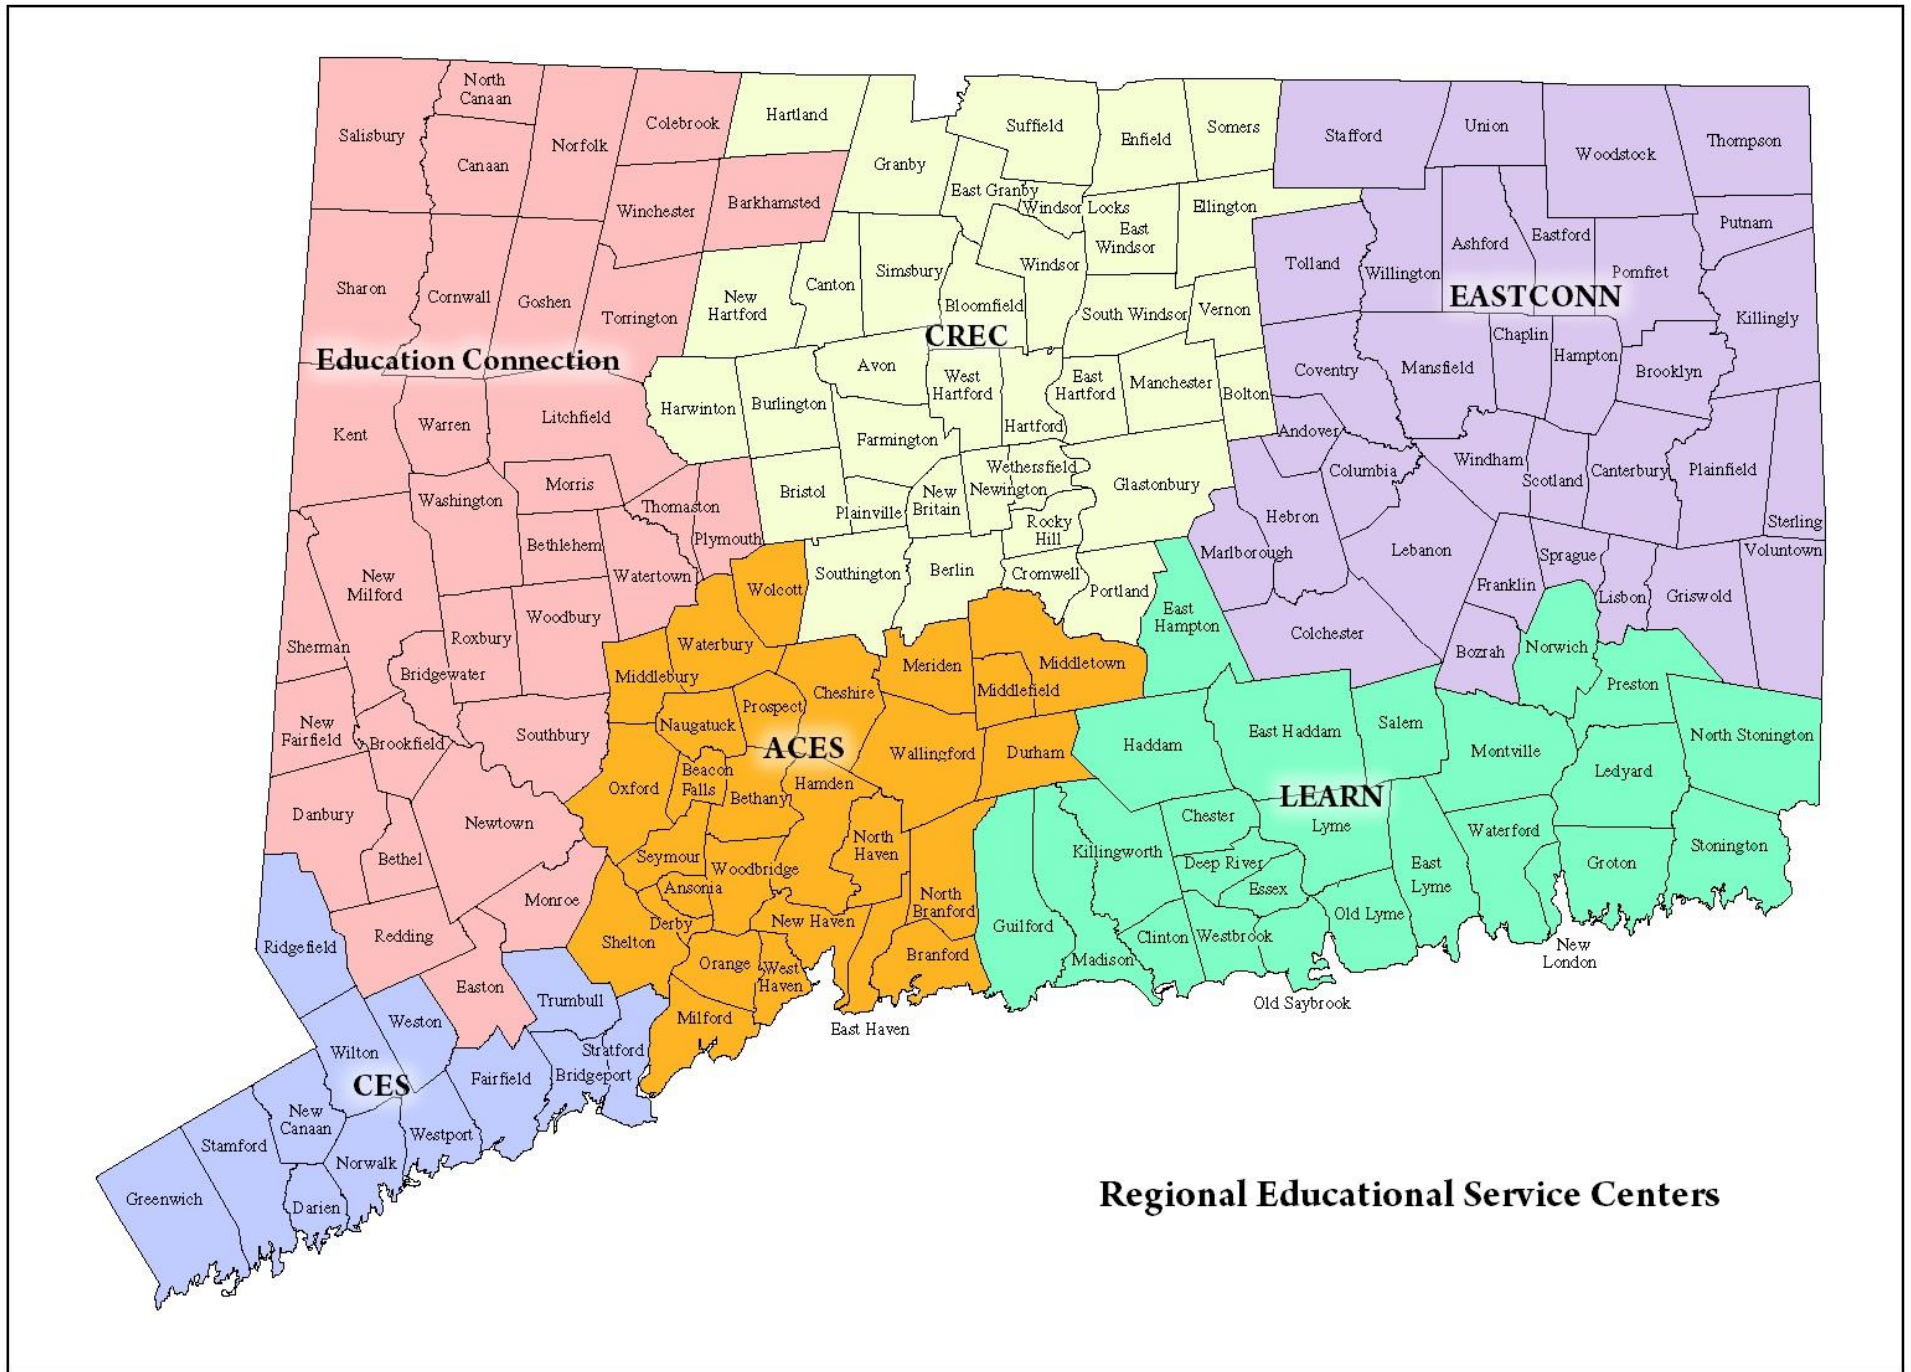 North
Canaan
Salisbury
Canaan
Norfolk
Colebrook
Hartland
Granby
Suffield
Enfield
Somers
Stafford
Union
Woodstock
Thompson
Winchester
Barkhamsted
East Granby
Windsor Locks
East
Windsor
Ellington
Ashford
Eastford
Putnam
Sharon
Cornwall
Goshen
Torrington
New
Hartford
Canton
Simsbury
Bloomfield
Windsor
South Windsor
Vernon
Tolland
Willington
Pomfret
Killingly
EASTCONN
CREC
Education Connection
Kent
Warren
Litchfield
Harwinton
Burlington
Avon
West
Hartford
Hartford
East
Hartford
Manchester
Bolton
Coventry
Mansfield
Chaplin
Hampton
Brooklyn
Farmington
Andover
Columbia
Windham
Scotland
Canterbury
Plainfield
Sterling
Washington
Morris
Thomaston
Plymouth
Bristol
Plainville
New
Britain
Newington
Wethersfield
Rocky
Hill
Glastonbury
Hebron
Marlborough
Lebanon
Sprague
Franklin
Lisbon
Griswold
Voluntown
New
Milford
Bethlehem
Watertown
Wolcott
Southington
Berlin
Cromwell
Portland
East
Hampton
Colchester
Bozrah
Norwich
Preston
Sherman
Bridgewater
Roxbury
Woodbury
Middlebury
Waterbury
Cheshire
Meriden
Middlefield
Middletown
New
Fairfield
Brookfield
Southbury
Naugatuck
Prospect
ACES
Wallingford
Durham
Haddam
East Haddam
Salem
Montville
Ledyard
North Stonington
Danbury
Bethel
Newtown
Oxford
Beacon
Falls
Bethany
Hamden
North
Haven
LEARN
Killingworth
Chester
Lyme
Deep River
Essex
East
Lyme
Waterford
Groton
Stonington
Redding
Monroe
Seymour
Woodbridge
Ansonia
Derby
Shelton
New Haven
North
Branford
Branford
Guilford
Madison
Clinton
Westbrook
Old Lyme
New
London
Old Saybrook
Ridgefield
Easton
Trumbull
Orange
West
Haven
Milford
East Haven
Weston
Wilton
CES
Fairfield
Stratford
Bridgeport
New
Canaan
Stamford
Westport
Norwalk
Greenwich
Darien
Regional Educational Service Centers